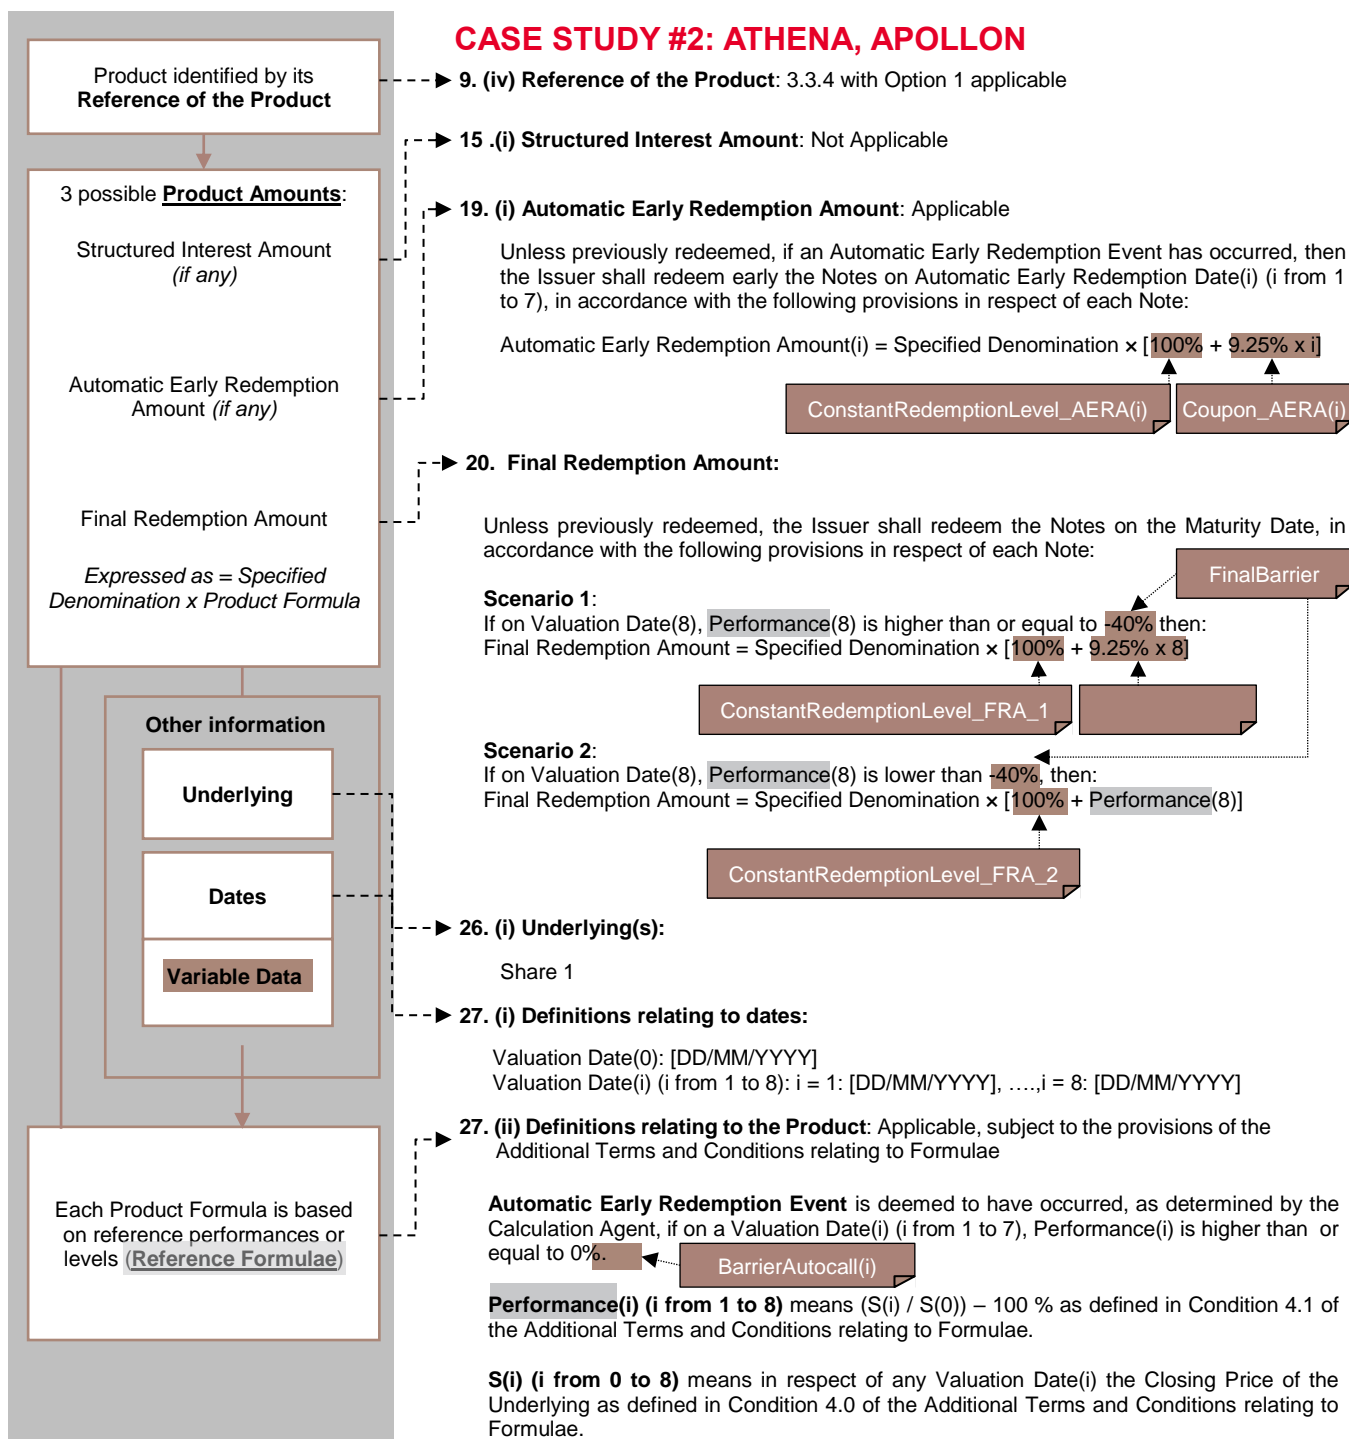 CASE STUDY #2: ATHENA, APOLLON
Product identified by its
Reference of the Product
9. (iv) Reference of the Product: 3.3.4 with Option 1 applicable
15 .(i) Structured Interest Amount: Not Applicable
3 possible Product Amounts:
Structured Interest Amount
(if any)
Automatic Early Redemption
Amount (if any)
Final Redemption Amount
Expressed as = Specified
Denomination x Product Formula
19. (i) Automatic Early Redemption Amount: Applicable
Unless previously redeemed, if an Automatic Early Redemption Event has occurred, then
the Issuer shall redeem early the Notes on Automatic Early Redemption Date(i) (i from 1
to 7), in accordance with the following provisions in respect of each Note:
Automatic Early Redemption Amount(i) = Specified Denomination × [100% + 9.25% x i]
ConstantRedemptionLevel_AERA(i)
Coupon_AERA(i)
20. Final Redemption Amount:
Unless previously redeemed, the Issuer shall redeem the Notes on the Maturity Date, in
accordance with the following provisions in respect of each Note:
FinalBarrier
Scenario 1:
If on Valuation Date(8), Performance(8) is higher than or equal to -40% then:
Final Redemption Amount = Specified Denomination × [100% + 9.25% x 8]
ConstantRedemptionLevel_FRA_1
Scenario 2:
If on Valuation Date(8), Performance(8) is lower than -40%, then:
Final Redemption Amount = Specified Denomination × [100% + Performance(8)]
ConstantRedemptionLevel_FRA_2
Other information
Underlying
Dates
Variable Data
26. (i) Underlying(s):
Share 1
27. (i) Definitions relating to dates:
Valuation Date(0): [DD/MM/YYYY]
Valuation Date(i) (i from 1 to 8): i = 1: [DD/MM/YYYY], ….,i = 8: [DD/MM/YYYY]
27. (ii) Definitions relating to the Product: Applicable, subject to the provisions of the
Additional Terms and Conditions relating to Formulae
Each Product Formula is based
on reference performances or
levels (Reference Formulae)
Automatic Early Redemption Event is deemed to have occurred, as determined by the
Calculation Agent, if on a Valuation Date(i) (i from 1 to 7), Performance(i) is higher than or
equal to 0%.
BarrierAutocall(i)
Performance(i) (i from 1 to 8) means (S(i) / S(0)) – 100 % as defined in Condition 4.1 of
the Additional Terms and Conditions relating to Formulae.
S(i) (i from 0 to 8) means in respect of any Valuation Date(i) the Closing Price of the
Underlying as defined in Condition 4.0 of the Additional Terms and Conditions relating to
Formulae.